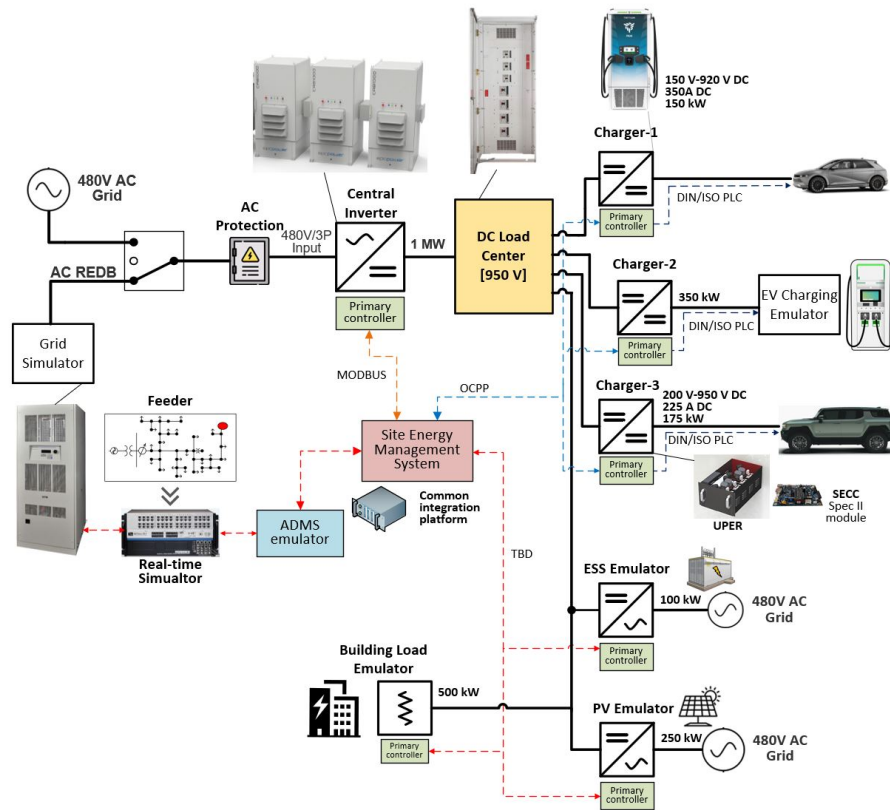 150 V-920 V DC
350A DC
150 kW
Charger-1
480V AC
Grid
AC
Protection
480V/3P
Input
Central
Inverter
1 MW
DC Load
Center
[950 V]
Primary
controller
DIN/ISO PLC
AC REDB
Charger-2
350 kW
EV Charging
Emulator
Primary
controller
Primary
controller
DIN/ISO PLC
Grid
Simulator
MODBUS
OCPP
Charger-3
200 V-950 V DC
225 A DC
175 kW
DIN/ISO PLC
Primary
controller
Feeder
Site Energy
Management
System
Common
integration
platform
UPER
SECC
Spec II
module
ADMS
emulator
Real-time
Simualtor
TBD
ESS Emulator
100 kW
480V AC
Grid
Primary
controller
Building Load
Emulator
500 kW
Primary
controller
PV Emulator
250 kW
480V AC
Grid
Primary
controller